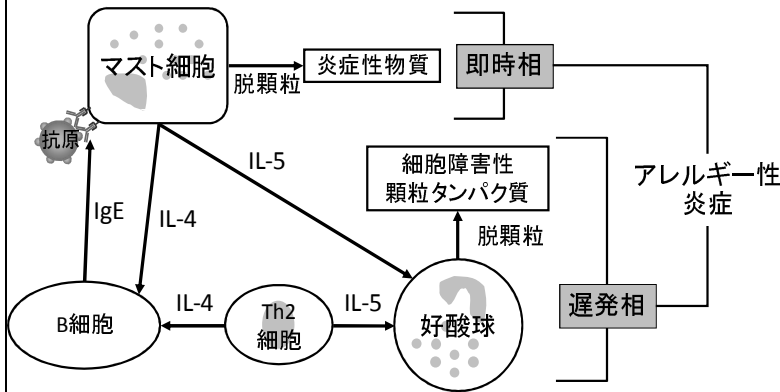 マスト細胞
脱顆粒
炎症性物質
即時相
抗原
IgE
IL-4
IL-5
細胞障害性
顆粒タンパク質
脱顆粒
アレルギー性
炎症
B細胞
IL-4
Th2
細胞
IL-5
好酸球
遅発相